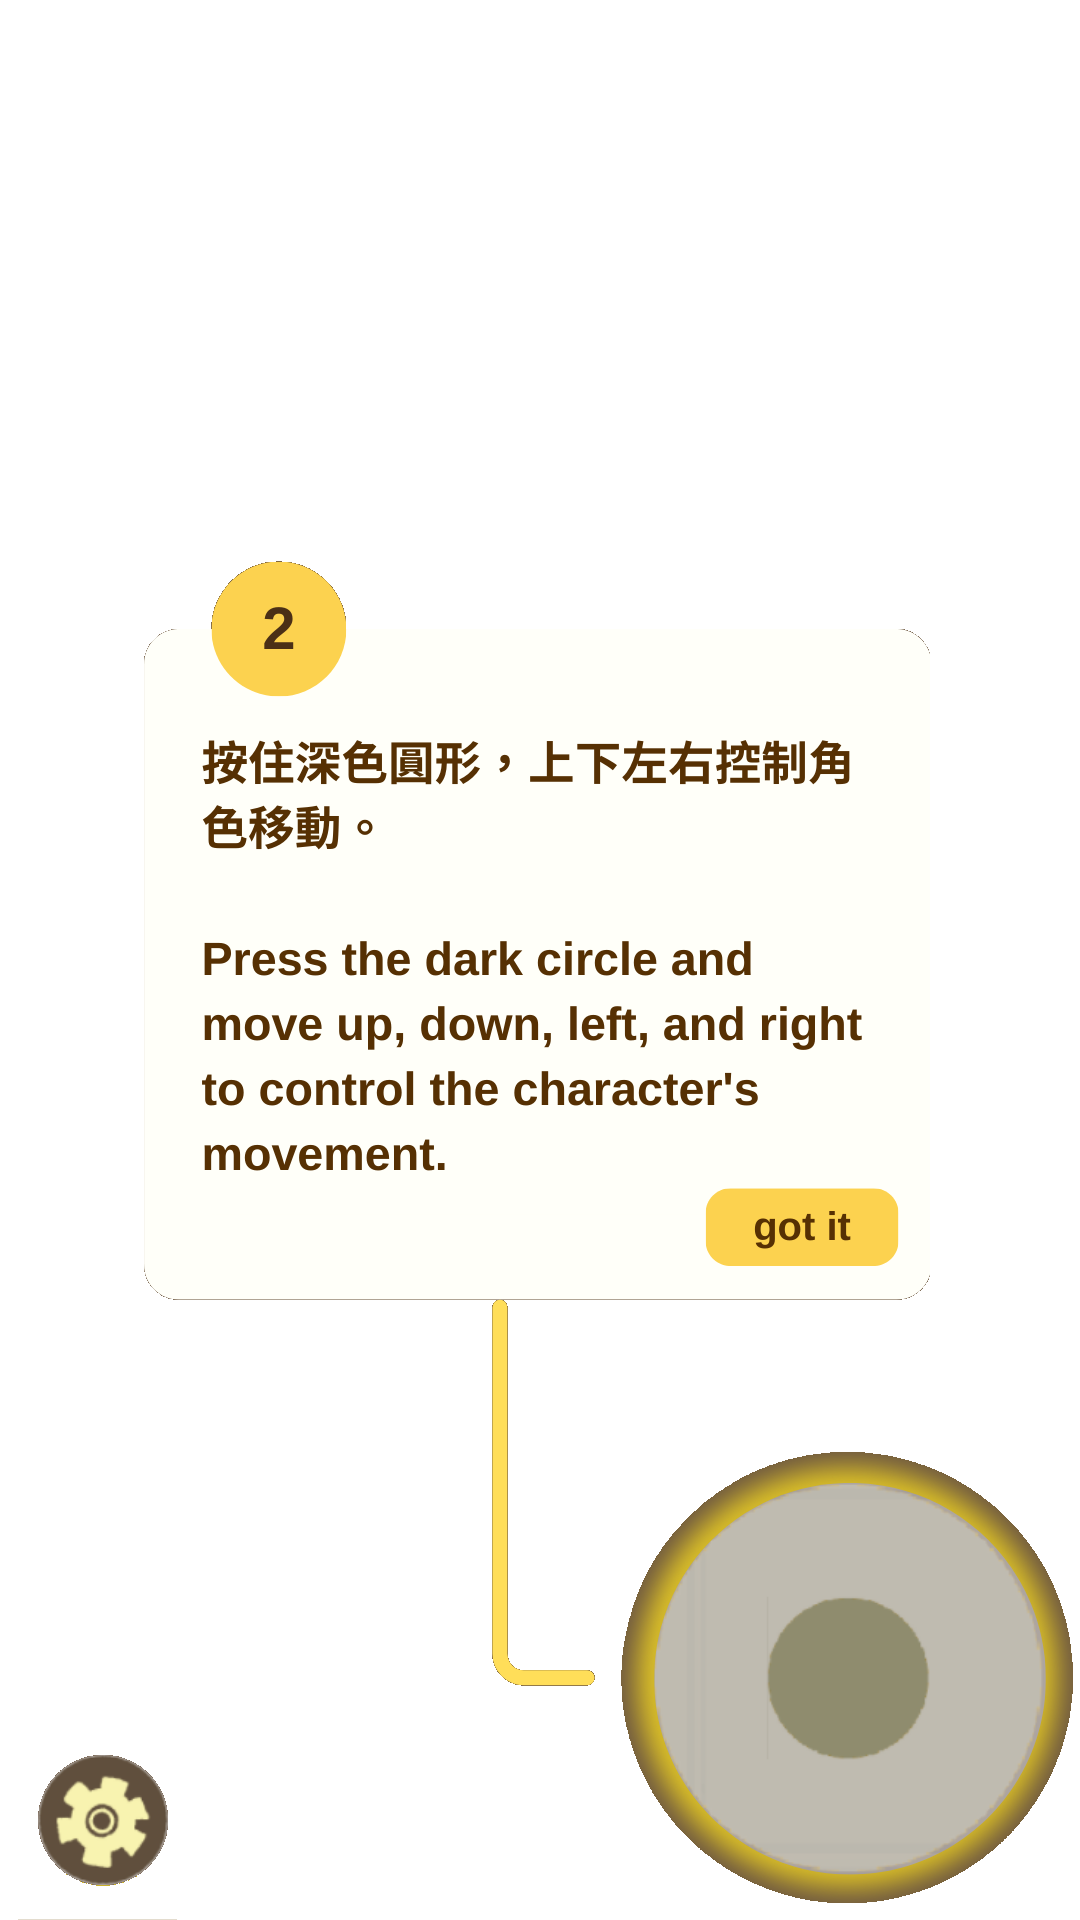 2
按住深色圓形，上下左右控制角
色移動。
Press the dark circle and
move up, down, left, and right
to control the character's
movement.
got it